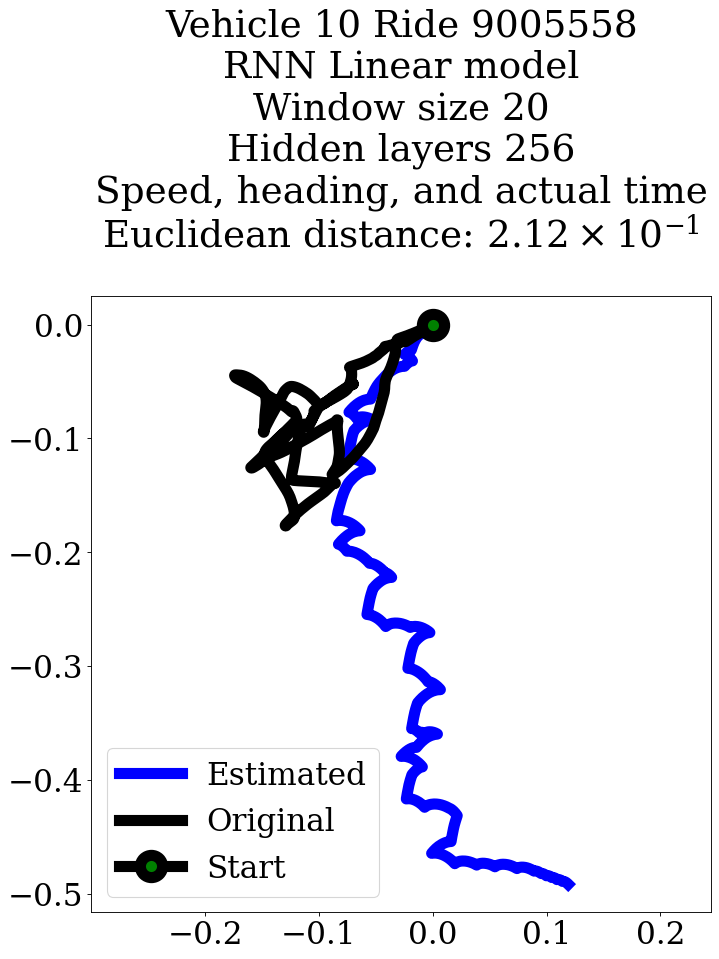 Vehicle 10 Ride 9005558
RNN Linear model
Window size 20
Hidden layers 256
Speed, heading, and actual time
Euclidean distance: 2.12 × 10⁻¹
0.0
−0.1
−0.2
−0.3
−0.4
−0.5
Estimated
Original
Start
−0.2 −0.1 0.0 0.1 0.2